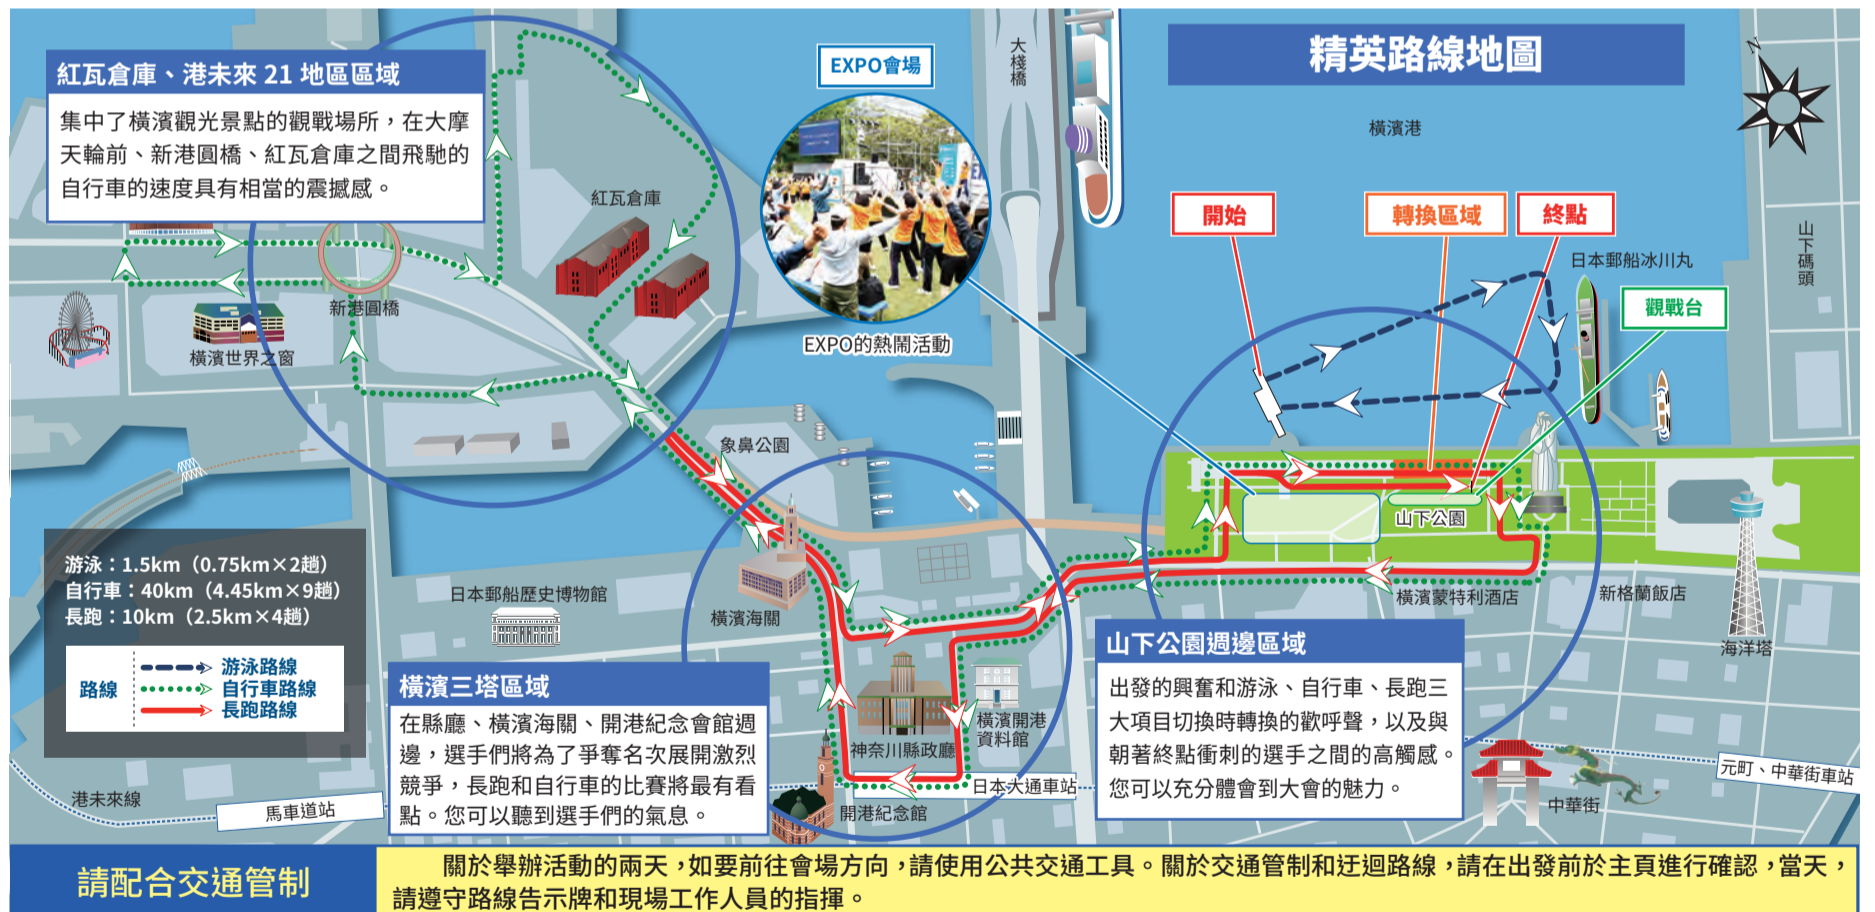 精英路線地圖
紅瓦倉庫、港未來 21 地區區域
集中了橫濱觀光景點的觀戰場所，在大摩
天輪前、新港圓橋、紅瓦倉庫之間飛馳的
自行車的速度具有相當的震撼感。
EXPO會場
EXPO的熱鬧活動
大棧橋
橫濱港
N
開始
轉換區域
終點
日本郵船冰川丸
觀戰台
山下碼頭
紅瓦倉庫
新港圓橋
橫濱世界之窗
象鼻公園
山下公園
游泳：1.5km（0.75km×2趟）
自行車：40km（4.45km×9趟）
長跑：10km（2.5km×4趟）
路線
游泳路線
自行車路線
長跑路線
日本郵船歷史博物館
橫濱海關
橫濱蒙特利酒店
新格蘭飯店
海洋塔
橫濱三塔區域
在縣廳、橫濱海關、開港紀念會館週
邊，選手們將為了爭奪名次展開激烈
競爭，長跑和自行車的比賽將最有看
點。您可以聽到選手們的氣息。
神奈川縣政廳
橫濱開港
資料館
日本大通車站
開港紀念館
山下公園週邊區域
出發的興奮和游泳、自行車、長跑三
大項目切換時轉換的歡呼聲，以及與
朝著終點衝刺的選手之間的高觸感。
您可以充分體會到大會的魅力。
中華街
元町、中華街車站
港未來線
馬車道站
請配合交通管制
關於舉辦活動的兩天，如要前往會場方向，請使用公共交通工具。關於交通管制和迂迴路線，請在出發前於主頁進行確認，當天，
請遵守路線告示牌和現場工作人員的指揮。